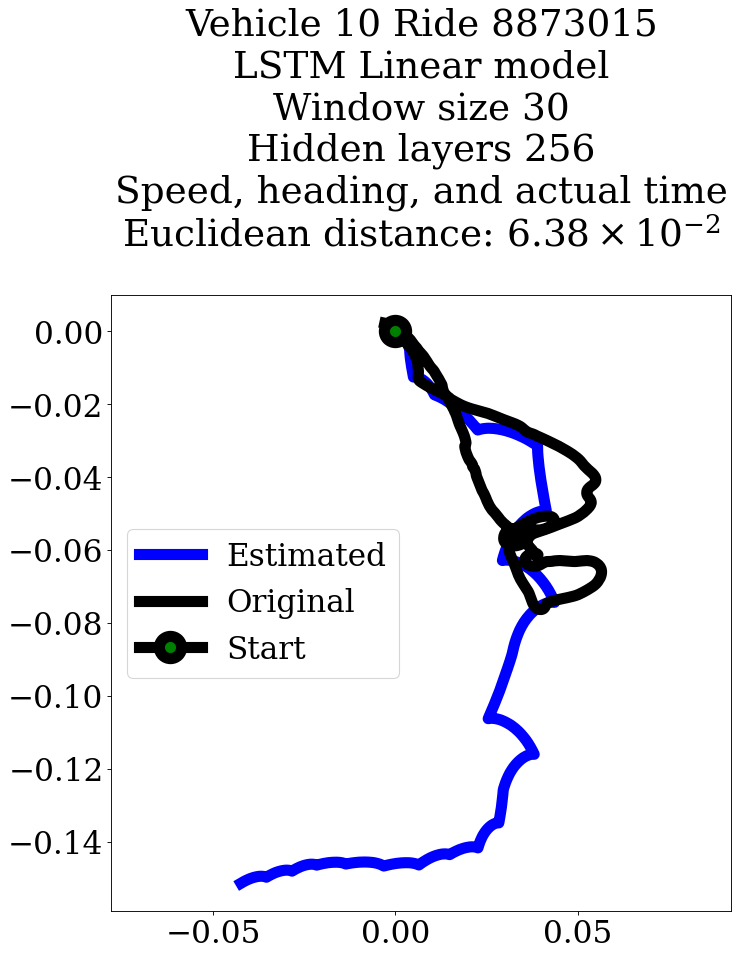 Vehicle 10 Ride 8873015
LSTM Linear model
Window size 30
Hidden layers 256
Speed, heading, and actual time
Euclidean distance: 6.38 × 10⁻²
0.00
−0.02
−0.04
−0.06
−0.08
−0.10
−0.12
−0.14
Estimated
Original
Start
−0.05 0.00 0.05